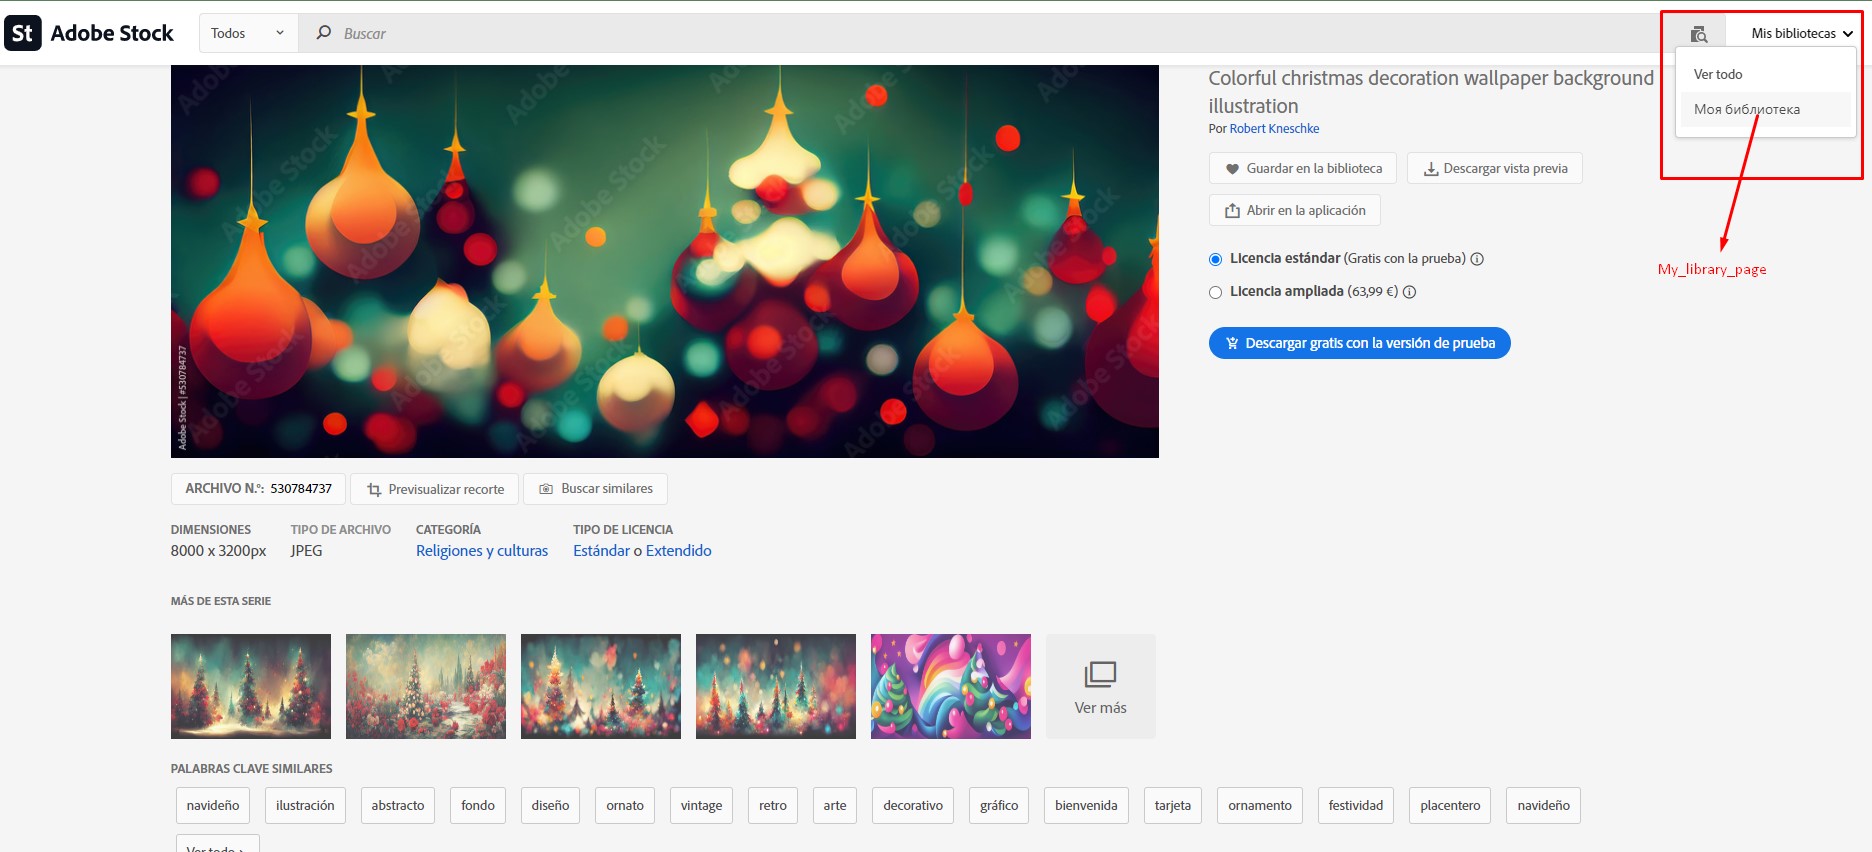 St Adobe Stock
Todos
Buscar
Mis bibliotecas
Ver todo
Моя библиотека
My_library_page
Colorful christmas decoration wallpaper background
illustration
Por Robert Kneschke
Guardar en la biblioteca
Descargar vista previa
Abrir en la aplicación
Licencia estándar (Gratis con la prueba)
Licencia ampliada (63,99 €)
Descargar gratis con la versión de prueba
Adobe Stock | #530784737
ARCHIVO N.º: 530784737
Previsualizar recorte
Buscar similares
DIMENSIONES
8000 x 3200px
TIPO DE ARCHIVO
JPEG
CATEGORÍA
Religiones y culturas
TIPO DE LICENCIA
Estándar o Extendido
MÁS DE ESTA SERIE
Ver más
PALABRAS CLAVE SIMILARES
navideño
ilustración
abstracto
fondo
diseño
ornato
vintage
retro
arte
decorativo
gráfico
bienvenida
tarjeta
ornamento
festividad
placentero
navideño
Ver todo >